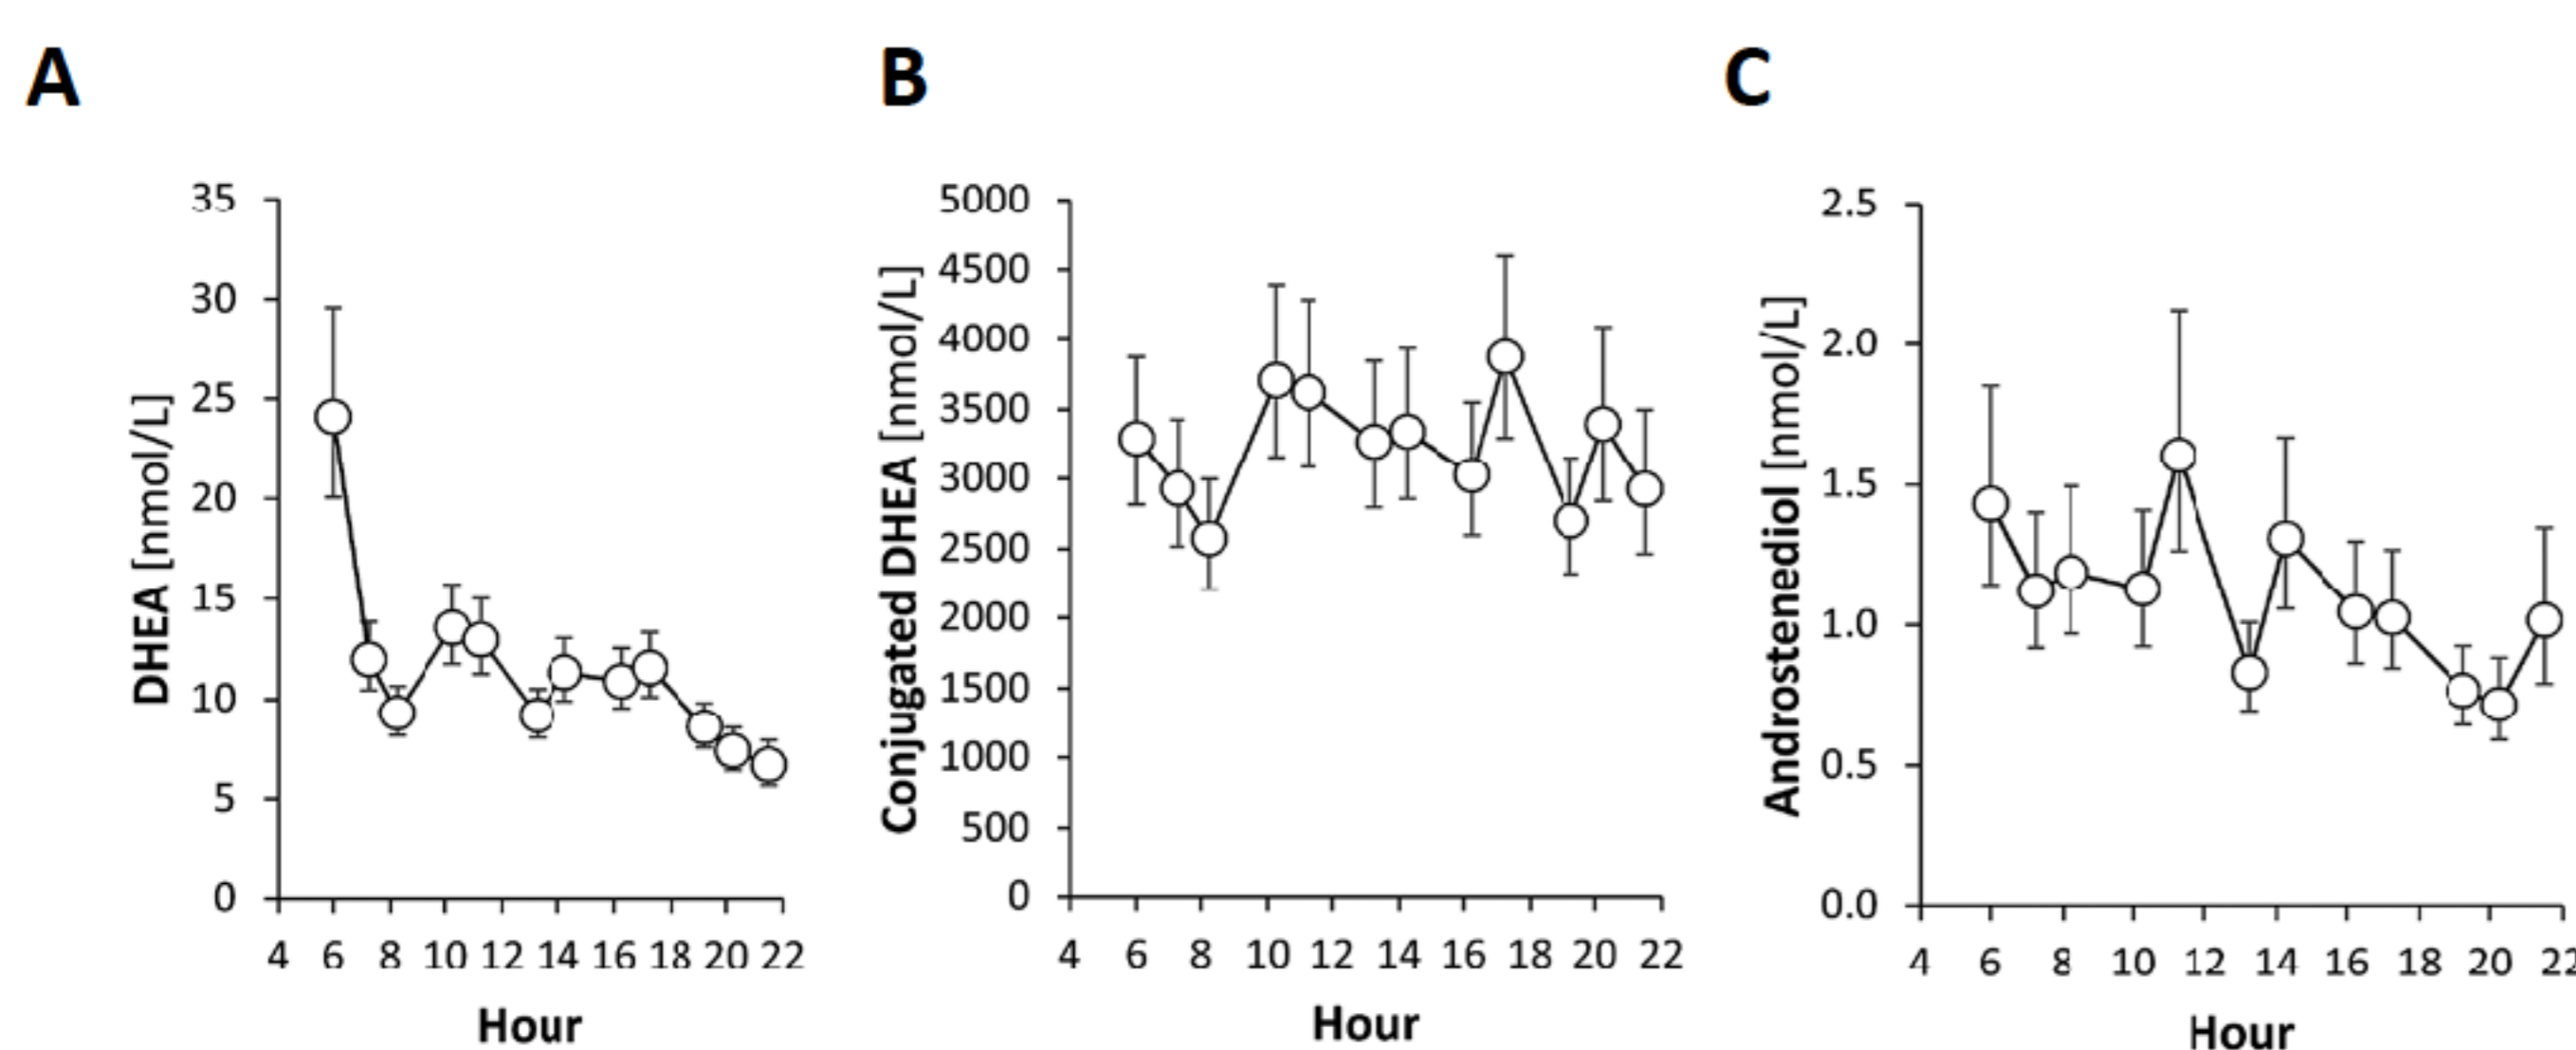 A
B
C
DHEA [nmol/L]
35
30
25
20
15
10
5
0
4 6 8 10 12 14 16 18 20 22
Hour
Conjugated DHEA [nmol/L]
5000
4500
4000
3500
3000
2500
2000
1500
1000
500
0
4 6 8 10 12 14 16 18 20 22
Hour
Androstenediol [nmol/L]
2.5
2.0
1.5
1.0
0.5
0.0
4 6 8 10 12 14 16 18 20 22
Hour